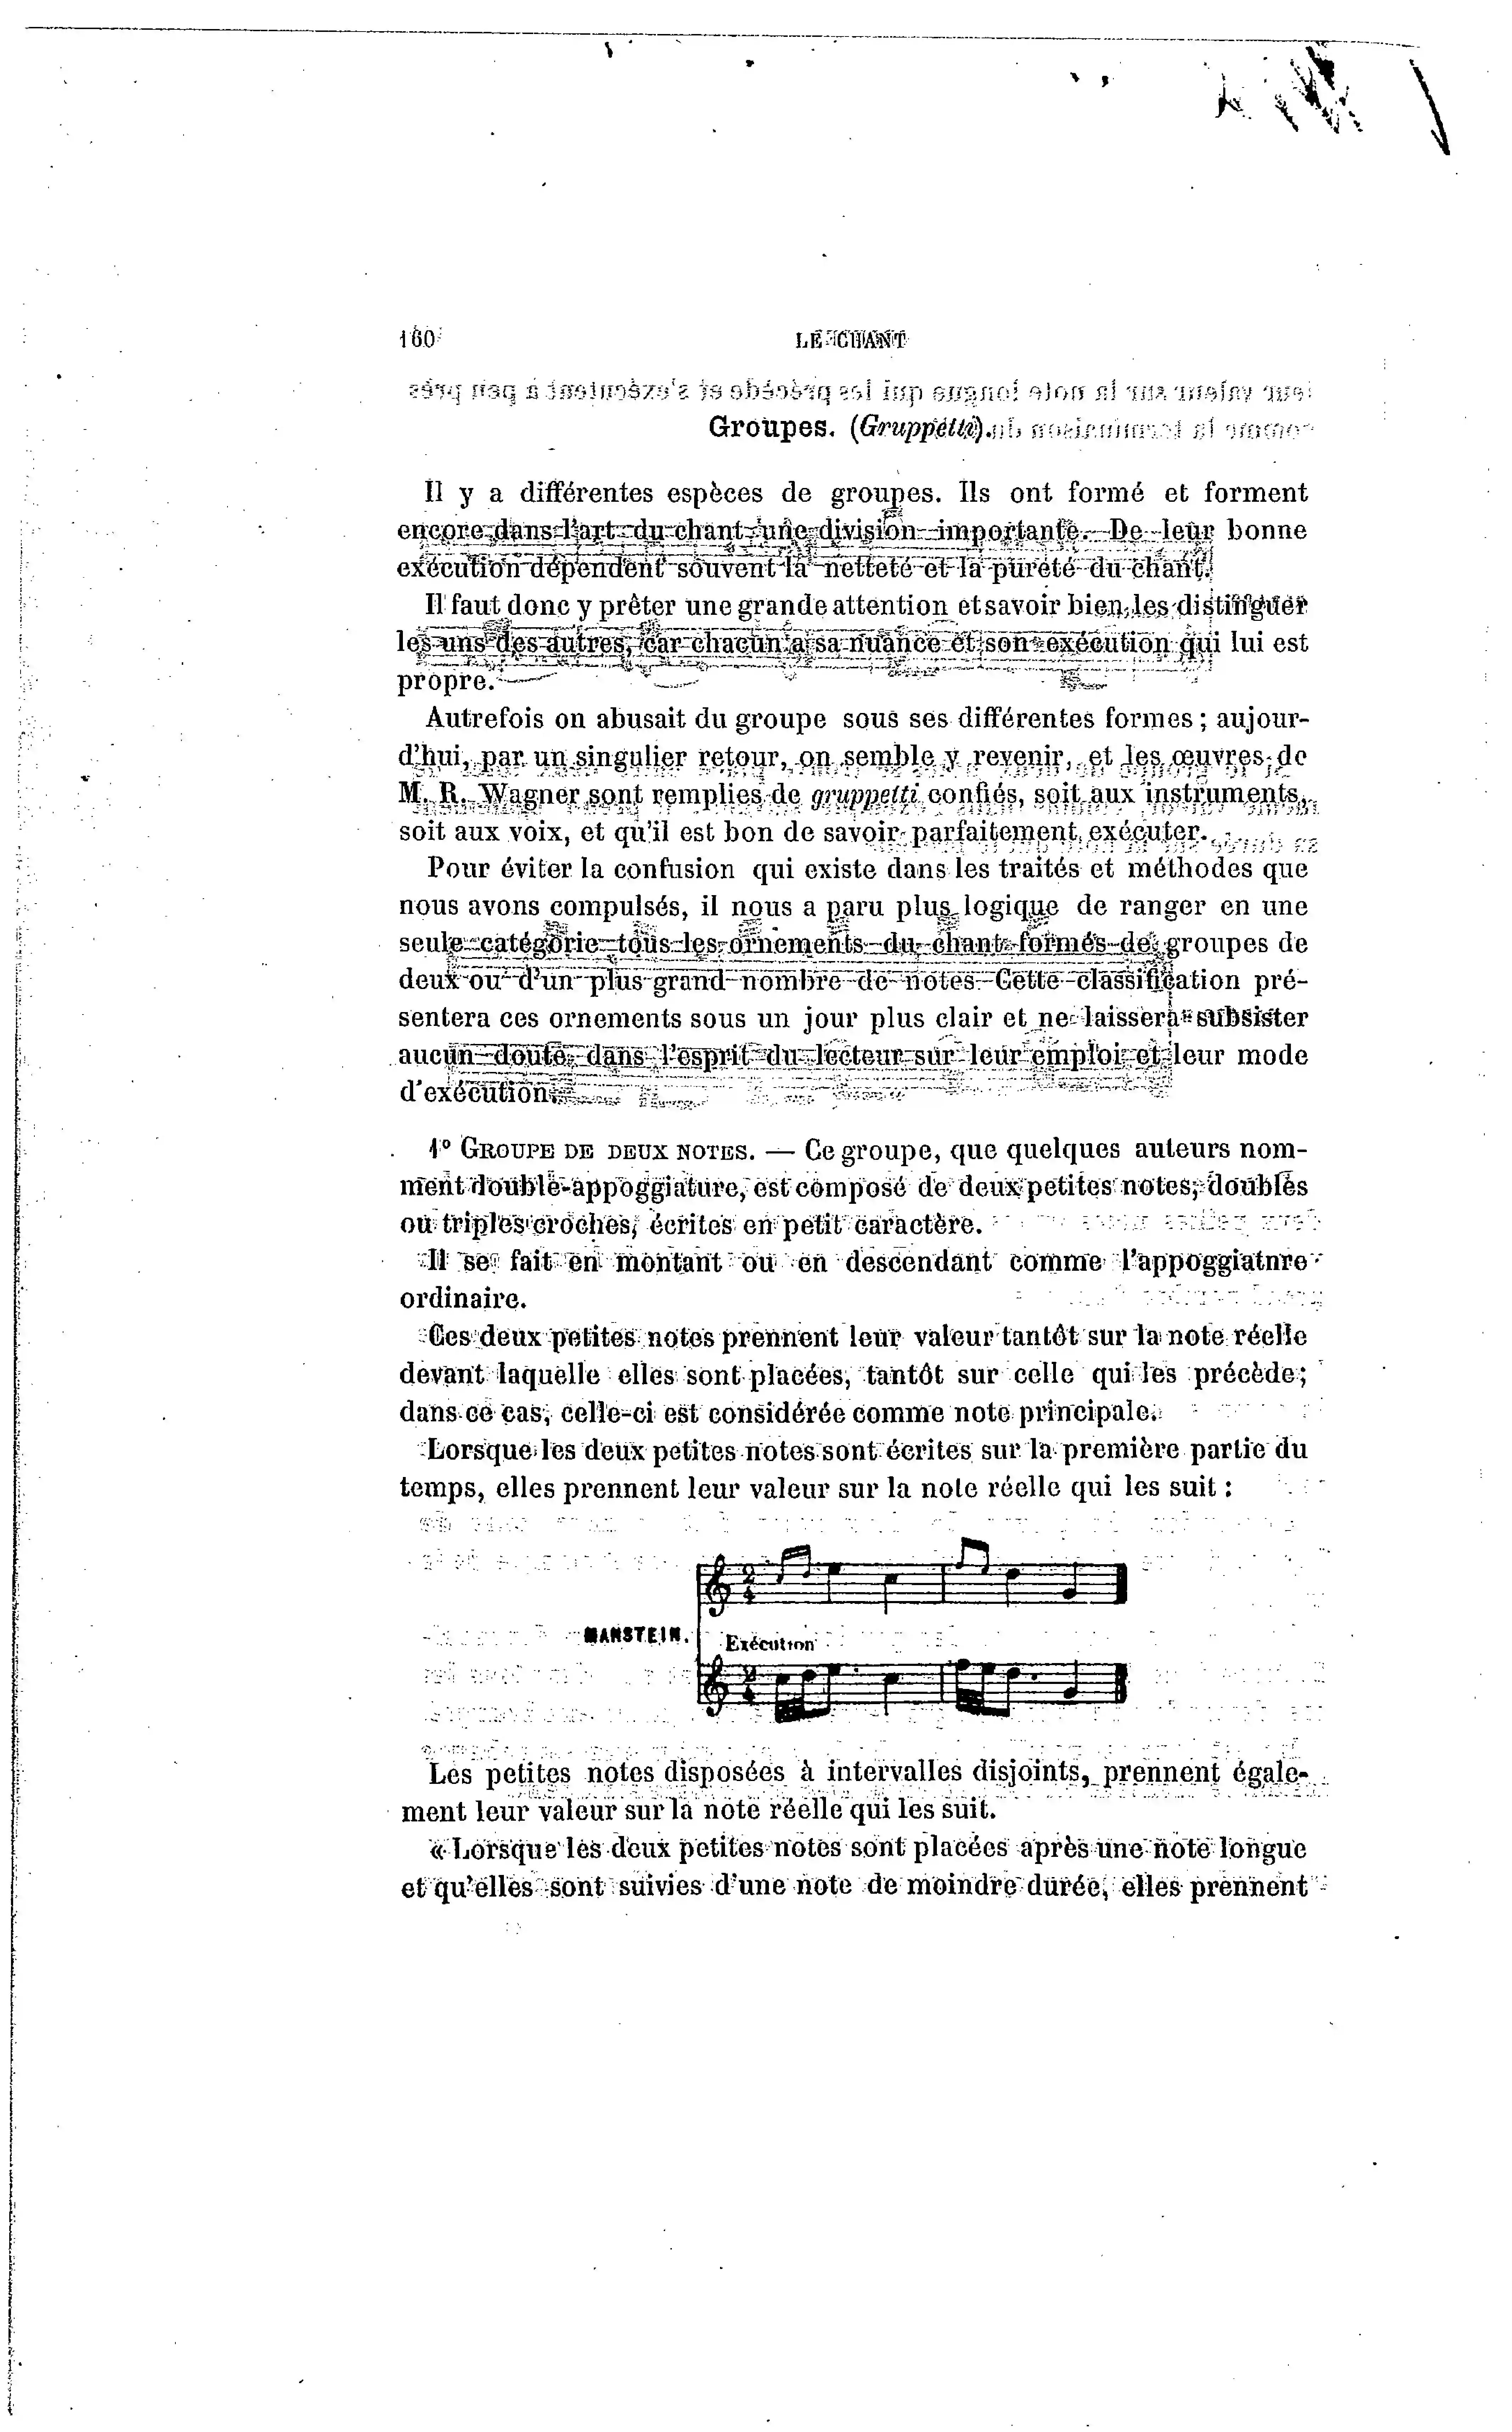 160
LE CHANT
Groupes. (Gruppetti).
Il y a différentes espèces de groupes. Ils ont formé et forment
encore dans l'art du chant une division importante. De leur bonne
exécution dépendent souvent la netteté et la pureté du chant.
Il faut donc y prêter une grande attention et savoir bien les distinguer
les uns des autres, car chacun a sa nuance et son exécution qui lui est
propre.
Autrefois on abusait du groupe sous ses différentes formes ; aujour-
d'hui, par un singulier retour, on semble y revenir, et les œuvres de
M. R. Wagner sont remplies de gruppetti confiés, soit aux instruments,
soit aux voix, et qu'il est bon de savoir parfaitement exécuter.
Pour éviter la confusion qui existe dans les traités et méthodes que
nous avons compulsés, il nous a paru plus logique de ranger en une
seule catégorie tous les ornements du chant formés de groupes de
deux ou d'un plus grand nombre de notes. Cette classification pré-
sentera ces ornements sous un jour plus clair et ne laissera subsister
aucun doute dans l'esprit du lecteur sur leur emploi et leur mode
d'exécution.
1º GROUPE DE DEUX NOTES. — Ce groupe, que quelques auteurs nom-
ment double-appoggiature, est composé de deux petites notes, doubles
ou triples croches, écrites en petit caractère.
Il se fait en montant ou en descendant comme l'appoggiatnre
ordinaire.
Ces deux petites notes prennent leur valeur tantôt sur la note réelle
devant laquelle elles sont placées, tantôt sur celle qui les précède ;
dans ce cas, celle-ci est considérée comme note principale.
Lorsque les deux petites notes sont écrites sur la première partie du
temps, elles prennent leur valeur sur la note réelle qui les suit :
MANSTEIN.
Exécution
Les petites notes disposées à intervalles disjoints, prennent égale-
ment leur valeur sur la note réelle qui les suit.
« Lorsque les deux petites notes sont placées après une note longue
et qu'elles sont suivies d'une note de moindre durée, elles prennent